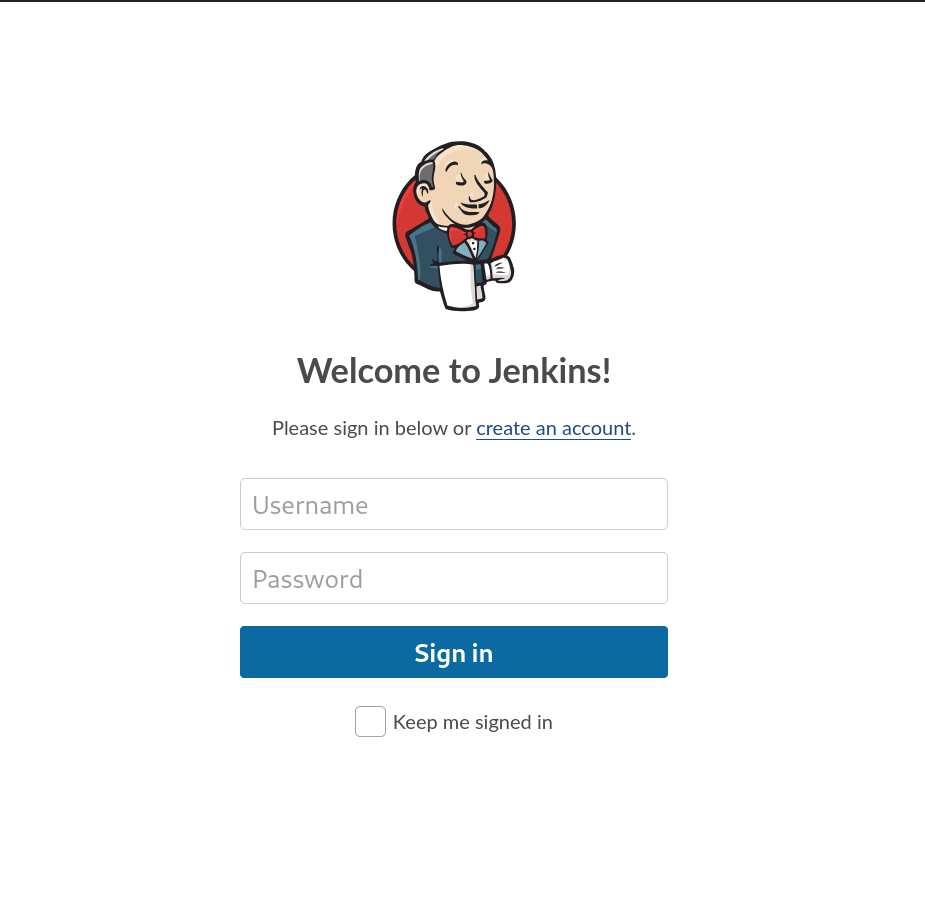 Welcome to Jenkins!
Please sign in below or create an account.
Username
Password
Sign in
Keep me signed in